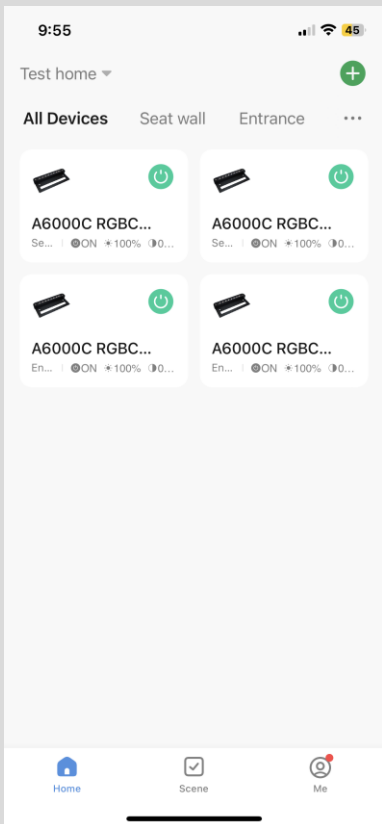 9:55
45
Test home
All Devices Seat wall Entrance
A6000C RGBC... A6000C RGBC...
Se... ON 100% 0... Se... ON 100% 0...
A6000C RGBC... A6000C RGBC...
En... ON 100% 0... En... ON 100% 0...
Home Scene Me